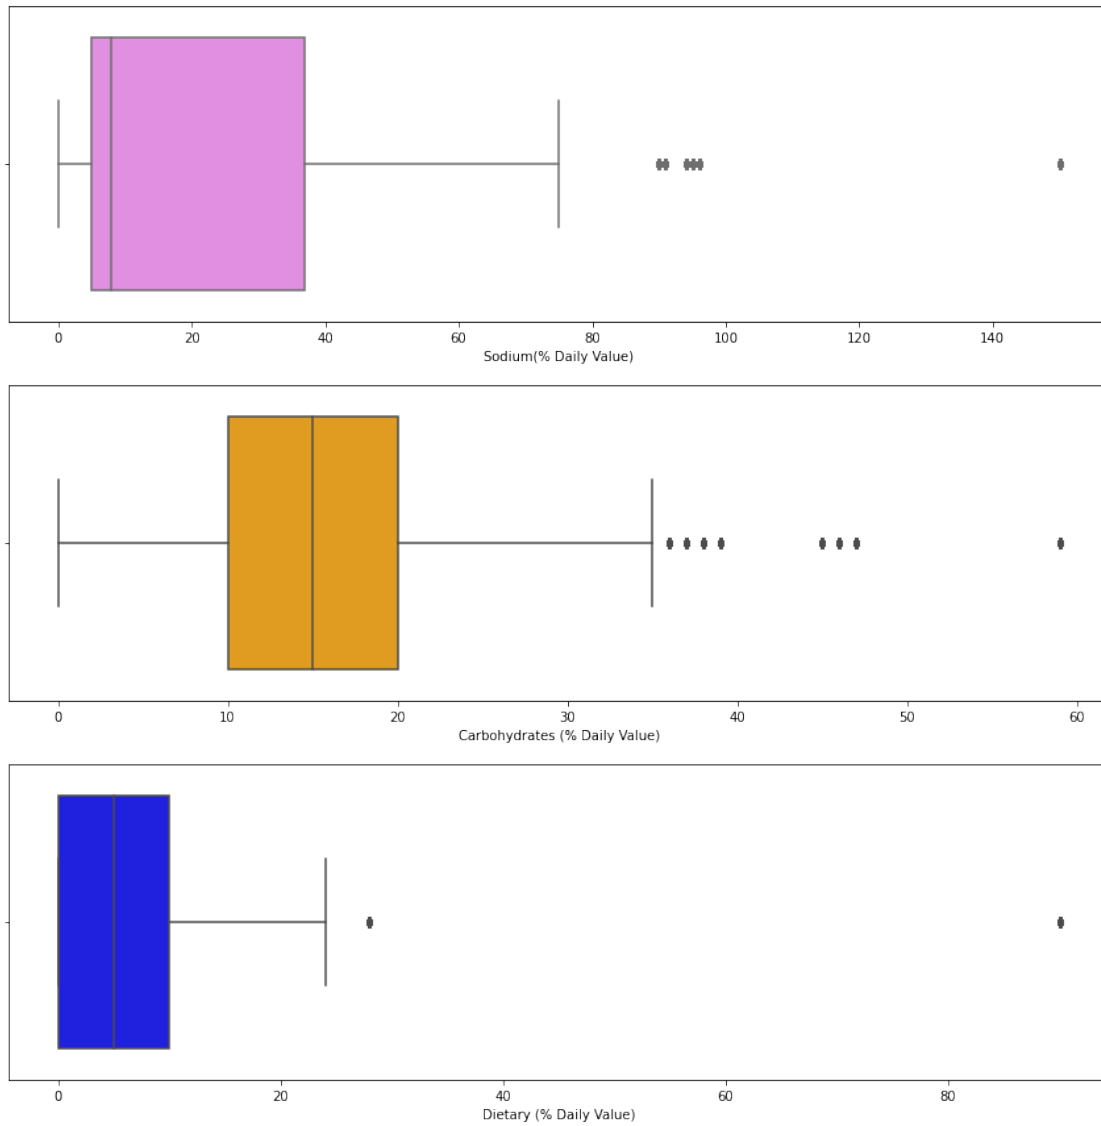 0 20 40 60 80 100 120 140
Sodium(% Daily Value)
0 10 20 30 40 50 60
Carbohydrates (% Daily Value)
0 20 40 60 80
Dietary (% Daily Value)